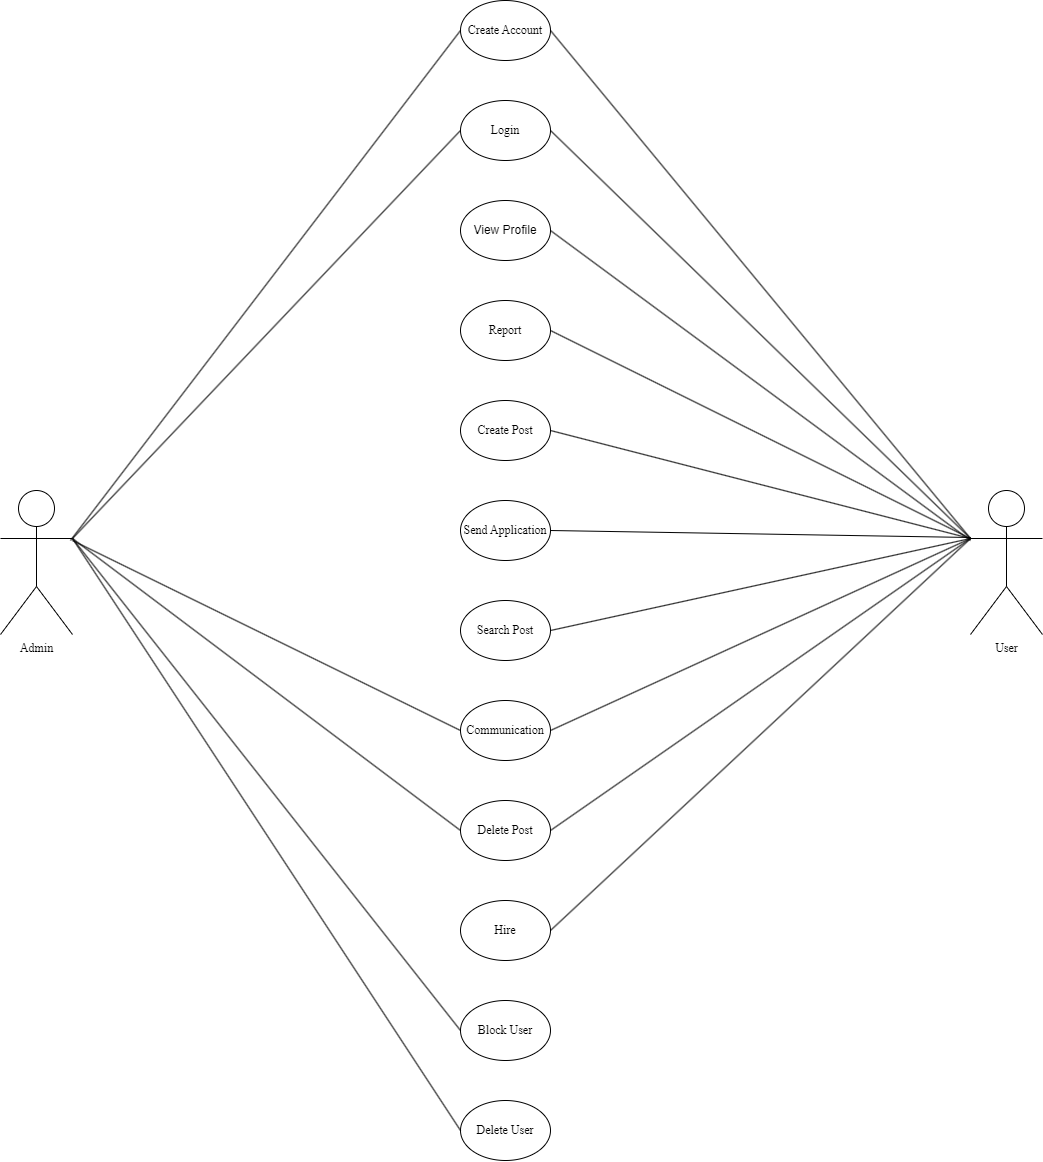 Create Account
Login
View Profile
Report
Create Post
Send Application
Search Post
Admin
User
Communication
Delete Post
Hire
Block User
Delete User